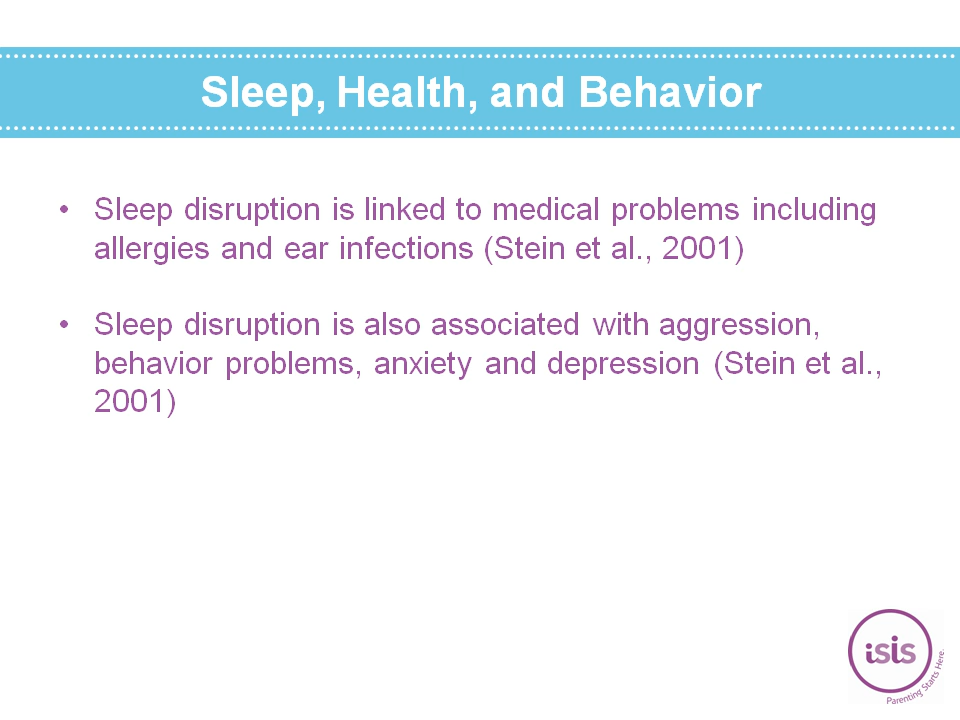 Sleep, Health, and Behavior
• Sleep disruption is linked to medical problems including
allergies and ear infections (Stein et al., 2001)
• Sleep disruption is also associated with aggression,
behavior problems, anxiety and depression (Stein et al.,
2001)
isis
Parenting Starts Here.